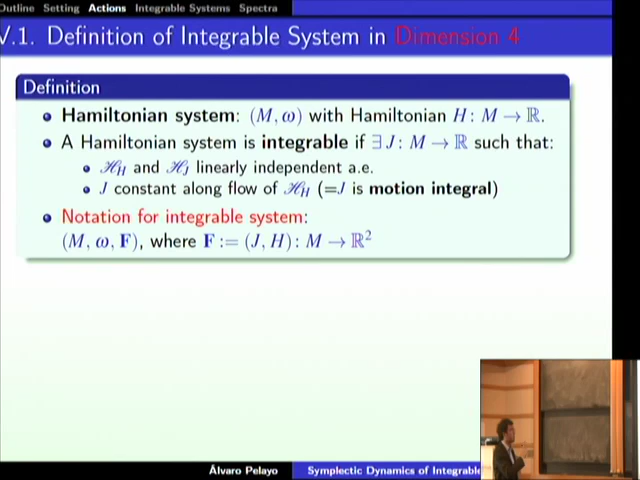 Outline Setting Actions Integrable Systems Spectra
V.1. Definition of Integrable System in Dimension 4
Definition
• Hamiltonian system: (M, ω) with Hamiltonian H: M → ℝ.
• A Hamiltonian system is integrable if ∃ J: M → ℝ such that:
• ℋ_H and ℋ_J linearly independent a.e.
• J constant along flow of ℋ_H (=J is motion integral)
• Notation for integrable system:
(M, ω, F), where F := (J, H): M → ℝ²
Álvaro Pelayo Symplectic Dynamics of Integrable